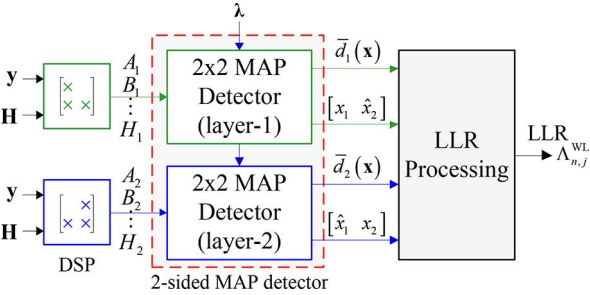 λ
y
H
[× × ×]
A₁
B₁
⋮
H₁
2x2 MAP
Detector
(layer-1)
d̅₁(x)
[x₁ x̂₂]
y
H
[× × ×]
DSP
A₂
B₂
⋮
H₂
2x2 MAP
Detector
(layer-2)
d̅₂(x)
[x̂₁ x₂]
2-sided MAP detector
LLR
Processing
LLR
Λ^WL_n,j